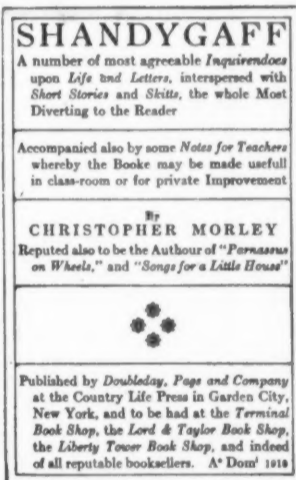 SHANDYGAFF
A number of most agreeable Inquirendoes
upon Life and Letters, interspersed with
Short Stories and Skitts, the whole Most
Diverting to the Reader
Accompanied also by some Notes for Teachers
whereby the Booke may be made usefull
in class-room or for private Improvement
By
CHRISTOPHER MORLEY
Reputed also to be the Authour of "Parnassus
on Wheels," and "Songs for a Little House"
Published by Doubleday, Page and Company
at the Country Life Press in Garden City,
New York, and to be had at the Terminal
Book Shop, the Lord & Taylor Book Shop,
the Liberty Tower Book Shop, and indeed
of all reputable booksellers. Aº Domⁱ 1918